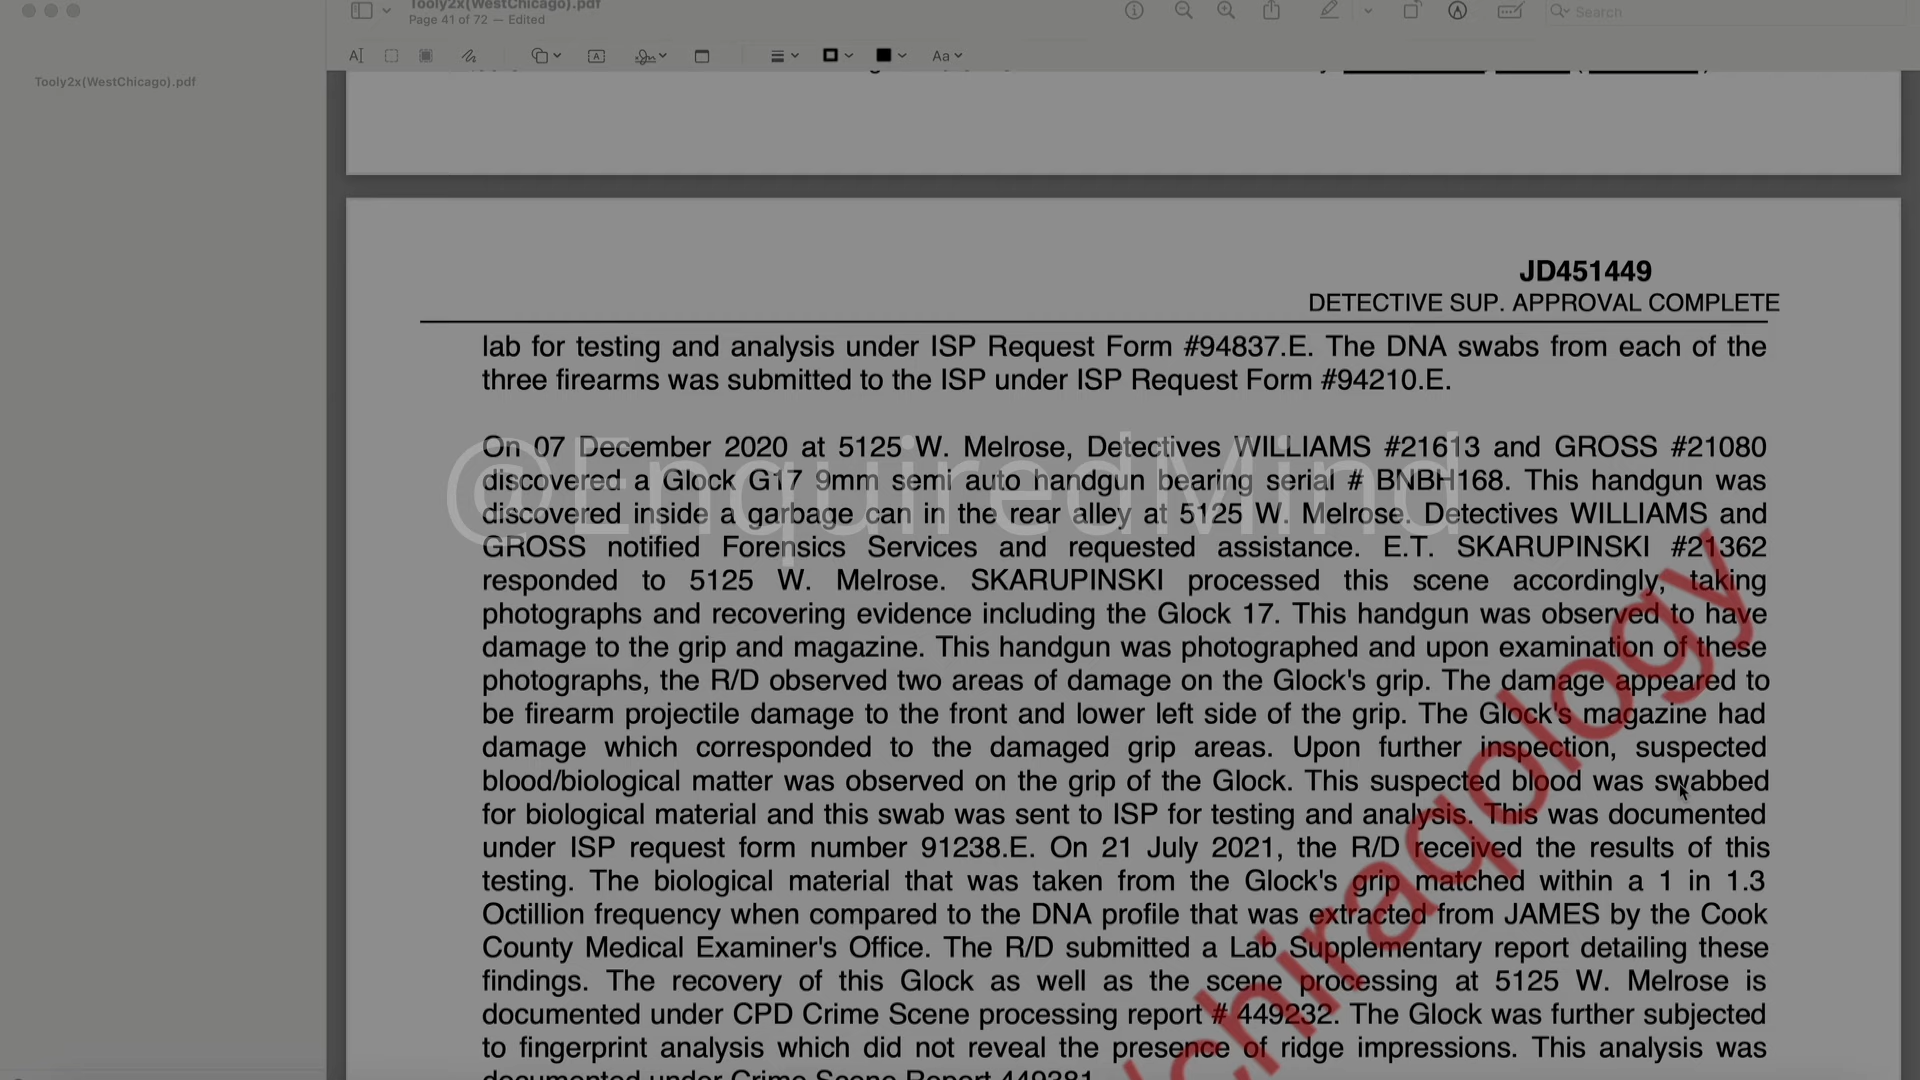 Tooly2x(WestChicago).pdf
Page 41 of 72 — Edited
Search
Aa
Tooly2x(WestChicago).pdf
JD451449
DETECTIVE SUP. APPROVAL COMPLETE
lab for testing and analysis under ISP Request Form #94837.E. The DNA swabs from each of the
three firearms was submitted to the ISP under ISP Request Form #94210.E.
On 07 December 2020 at 5125 W. Melrose, Detectives WILLIAMS #21613 and GROSS #21080
discovered a Glock G17 9mm semi auto handgun bearing serial # BNBH168. This handgun was
discovered inside a garbage can in the rear alley at 5125 W. Melrose. Detectives WILLIAMS and
GROSS notified Forensics Services and requested assistance. E.T. SKARUPINSKI #21362
responded to 5125 W. Melrose. SKARUPINSKI processed this scene accordingly, taking
photographs and recovering evidence including the Glock 17. This handgun was observed to have
damage to the grip and magazine. This handgun was photographed and upon examination of these
photographs, the R/D observed two areas of damage on the Glock's grip. The damage appeared to
be firearm projectile damage to the front and lower left side of the grip. The Glock's magazine had
damage which corresponded to the damaged grip areas. Upon further inspection, suspected
blood/biological matter was observed on the grip of the Glock. This suspected blood was swabbed
for biological material and this swab was sent to ISP for testing and analysis. This was documented
under ISP request form number 91238.E. On 21 July 2021, the R/D received the results of this
testing. The biological material that was taken from the Glock's grip matched within a 1 in 1.3
Octillion frequency when compared to the DNA profile that was extracted from JAMES by the Cook
County Medical Examiner's Office. The R/D submitted a Lab Supplementary report detailing these
findings. The recovery of this Glock as well as the scene processing at 5125 W. Melrose is
documented under CPD Crime Scene processing report # 449232. The Glock was further subjected
to fingerprint analysis which did not reveal the presence of ridge impressions. This analysis was
documented under Crime Scene Report 449381
@EnquiredMind
/chiraqology